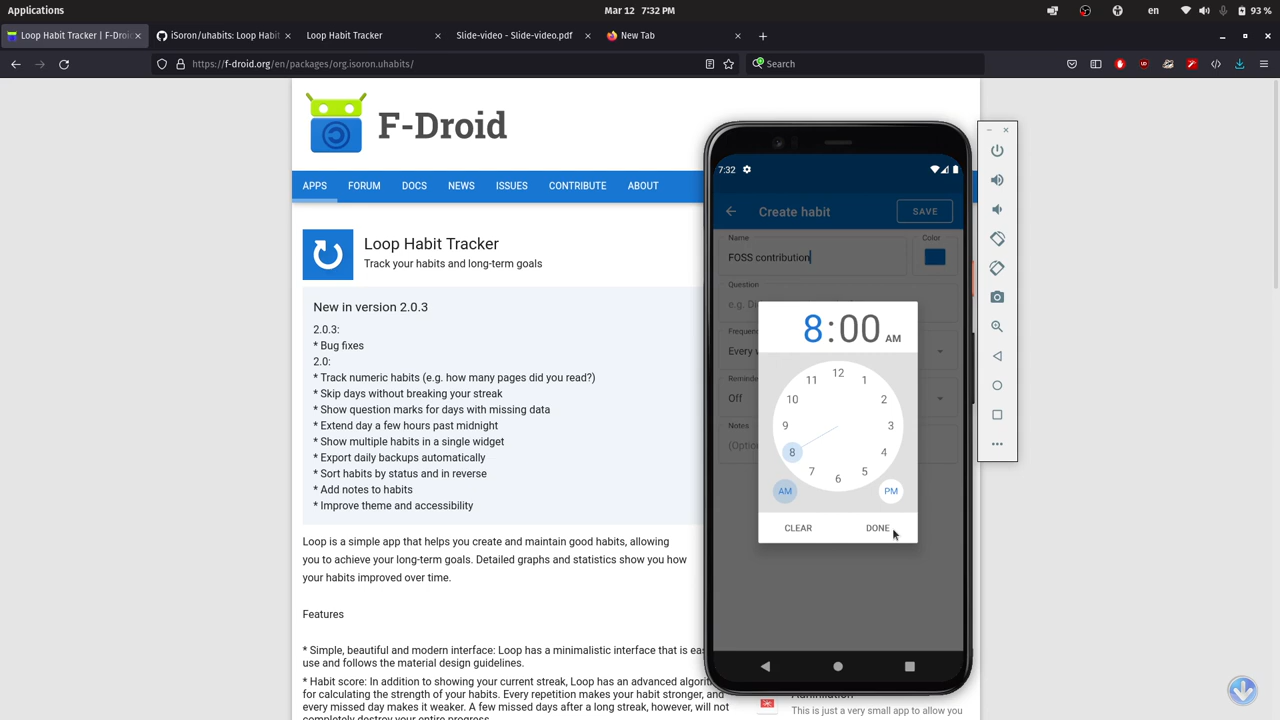 Applications
Mar 12 7:32 PM
en
93 %
Loop Habit Tracker | F-Droi
iSoron/uhabits: Loop Habit
Loop Habit Tracker
Slide-video - Slide-video.pdf
New Tab
https://f-droid.org/en/packages/org.isoron.uhabits/
Search
F-Droid
APPS
FORUM
DOCS
NEWS
ISSUES
CONTRIBUTE
ABOUT
Loop Habit Tracker
Track your habits and long-term goals
New in version 2.0.3
2.0.3:
* Bug fixes
2.0:
* Track numeric habits (e.g. how many pages did you read?)
* Skip days without breaking your streak
* Show question marks for days with missing data
* Extend day a few hours past midnight
* Show multiple habits in a single widget
* Export daily backups automatically
* Sort habits by status and in reverse
* Add notes to habits
* Improve theme and accessibility
Loop is a simple app that helps you create and maintain good habits, allowing
you to achieve your long-term goals. Detailed graphs and statistics show you how
your habits improved over time.
Features
* Simple, beautiful and modern interface: Loop has a minimalistic interface that is eas
use and follows the material design guidelines.
* Habit score: In addition to showing your current streak, Loop has an advanced algorit
for calculating the strength of your habits. Every repetition makes your habit stronger, and
every missed day makes it weaker. A few missed days after a long streak, however, will not
completely destroy your entire progress.
7:32
Create habit
SAVE
Name
FOSS contribution
Color
Question
e.g. Di
Frequen
Every
Remind
Off
Notes
(Optio
8:00 AM
12
11
1
10
2
9
3
8
4
7
5
6
AM
PM
CLEAR
DONE
This is just a very small app to allow you